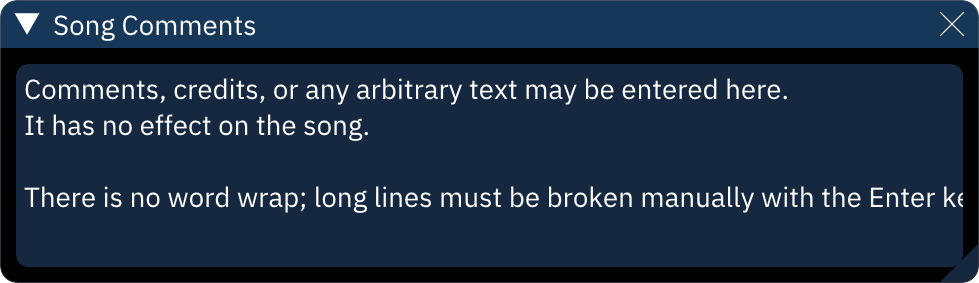 Song Comments
Comments, credits, or any arbitrary text may be entered here.
It has no effect on the song.
There is no word wrap; long lines must be broken manually with the Enter